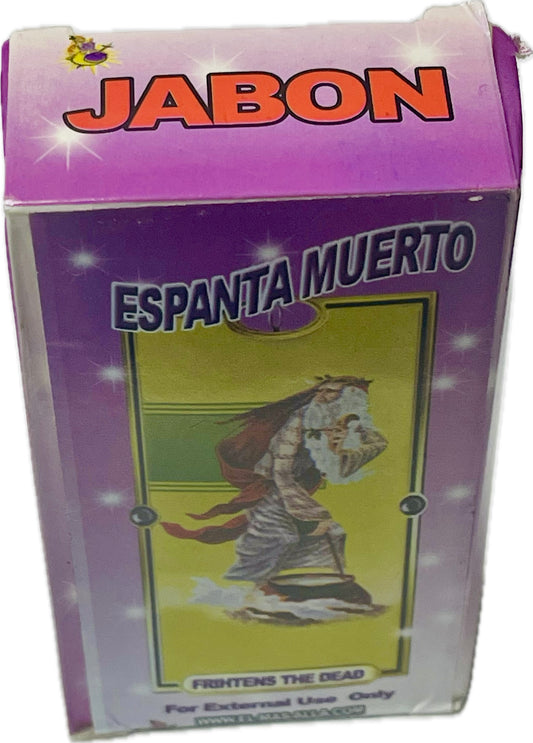 JABON
ESPANTA MUERTO
FRIHTENS THE DEAD
For External Use Only